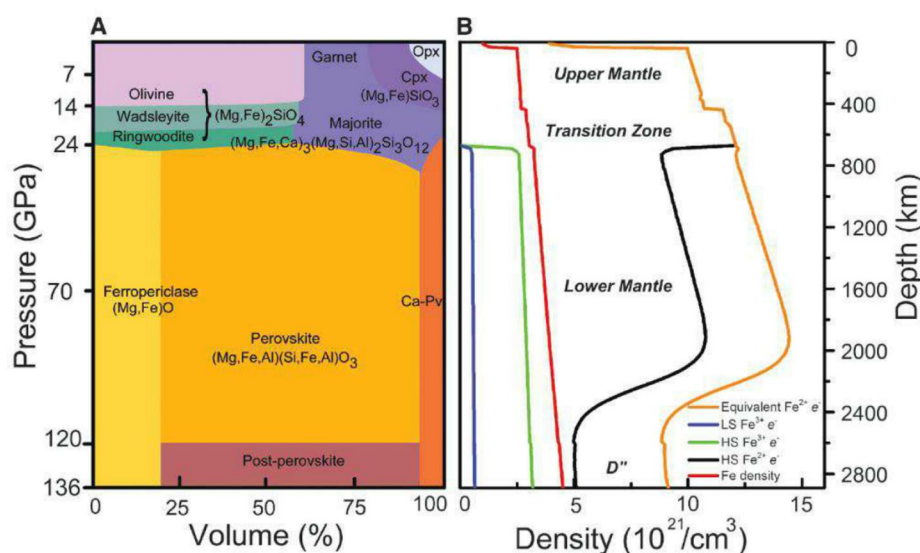 A
Pressure (GPa)
7
14
24
70
120
136
Olivine
Wadsleyite
Ringwoodite
(Mg,Fe)₂SiO₄
Garnet
Opx
Cpx
(Mg,Fe)SiO₃
Majorite
(Mg,Fe,Ca)₃(Mg,Si,Al)₂Si₃O₁₂
Ferropericlase
(Mg,Fe)O
Perovskite
(Mg,Fe,Al)(Si,Fe,Al)O₃
Ca-Pv
Post-perovskite
0 25 50 75 100
Volume (%)
B
Upper Mantle
Transition Zone
Lower Mantle
D"
Equivalent Fe²⁺ e⁻
LS Fe³⁺ e⁻
HS Fe³⁺ e⁻
HS Fe²⁺ e⁻
Fe density
0 5 10 15
Density (10²¹/cm³)
0
400
800
1200
1600
2000
2400
2800
Depth (km)